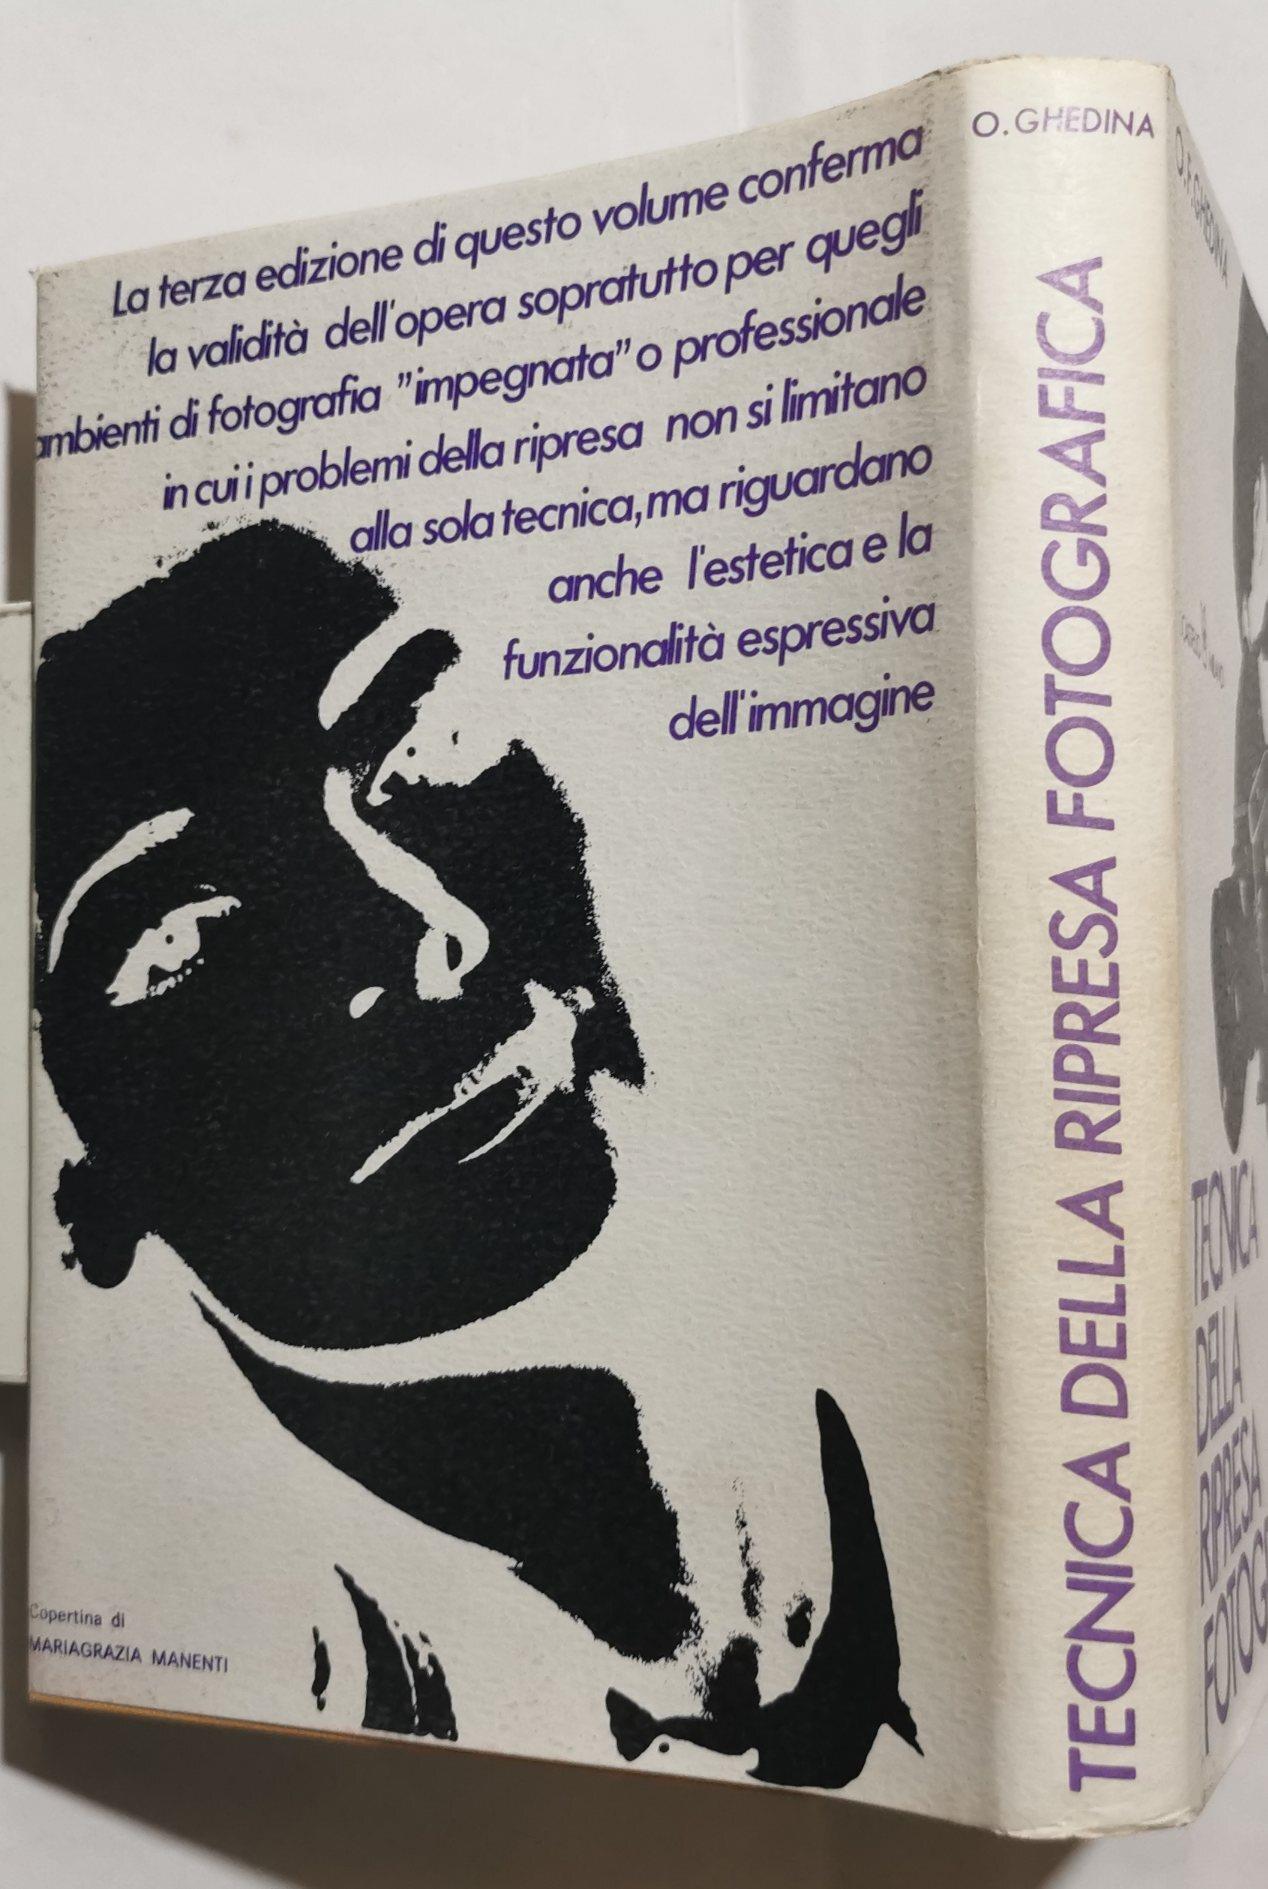 La terza edizione di questo volume conferma
la validità dell'opera sopratutto per quegli
ambienti di fotografia ”impegnata” o professionale
in cui i problemi della ripresa non si limitano
alla sola tecnica, ma riguardano
anche l'estetica e la
funzionalità espressiva
dell'immagine
Copertina di
MARIAGRAZIA MANENTI
O. GHEDINA
TECNICA DELLA RIPRESA FOTOGRAFICA
O. F. GHEDINA
TECNICA
DELLA
RIPRESA
FOTOG